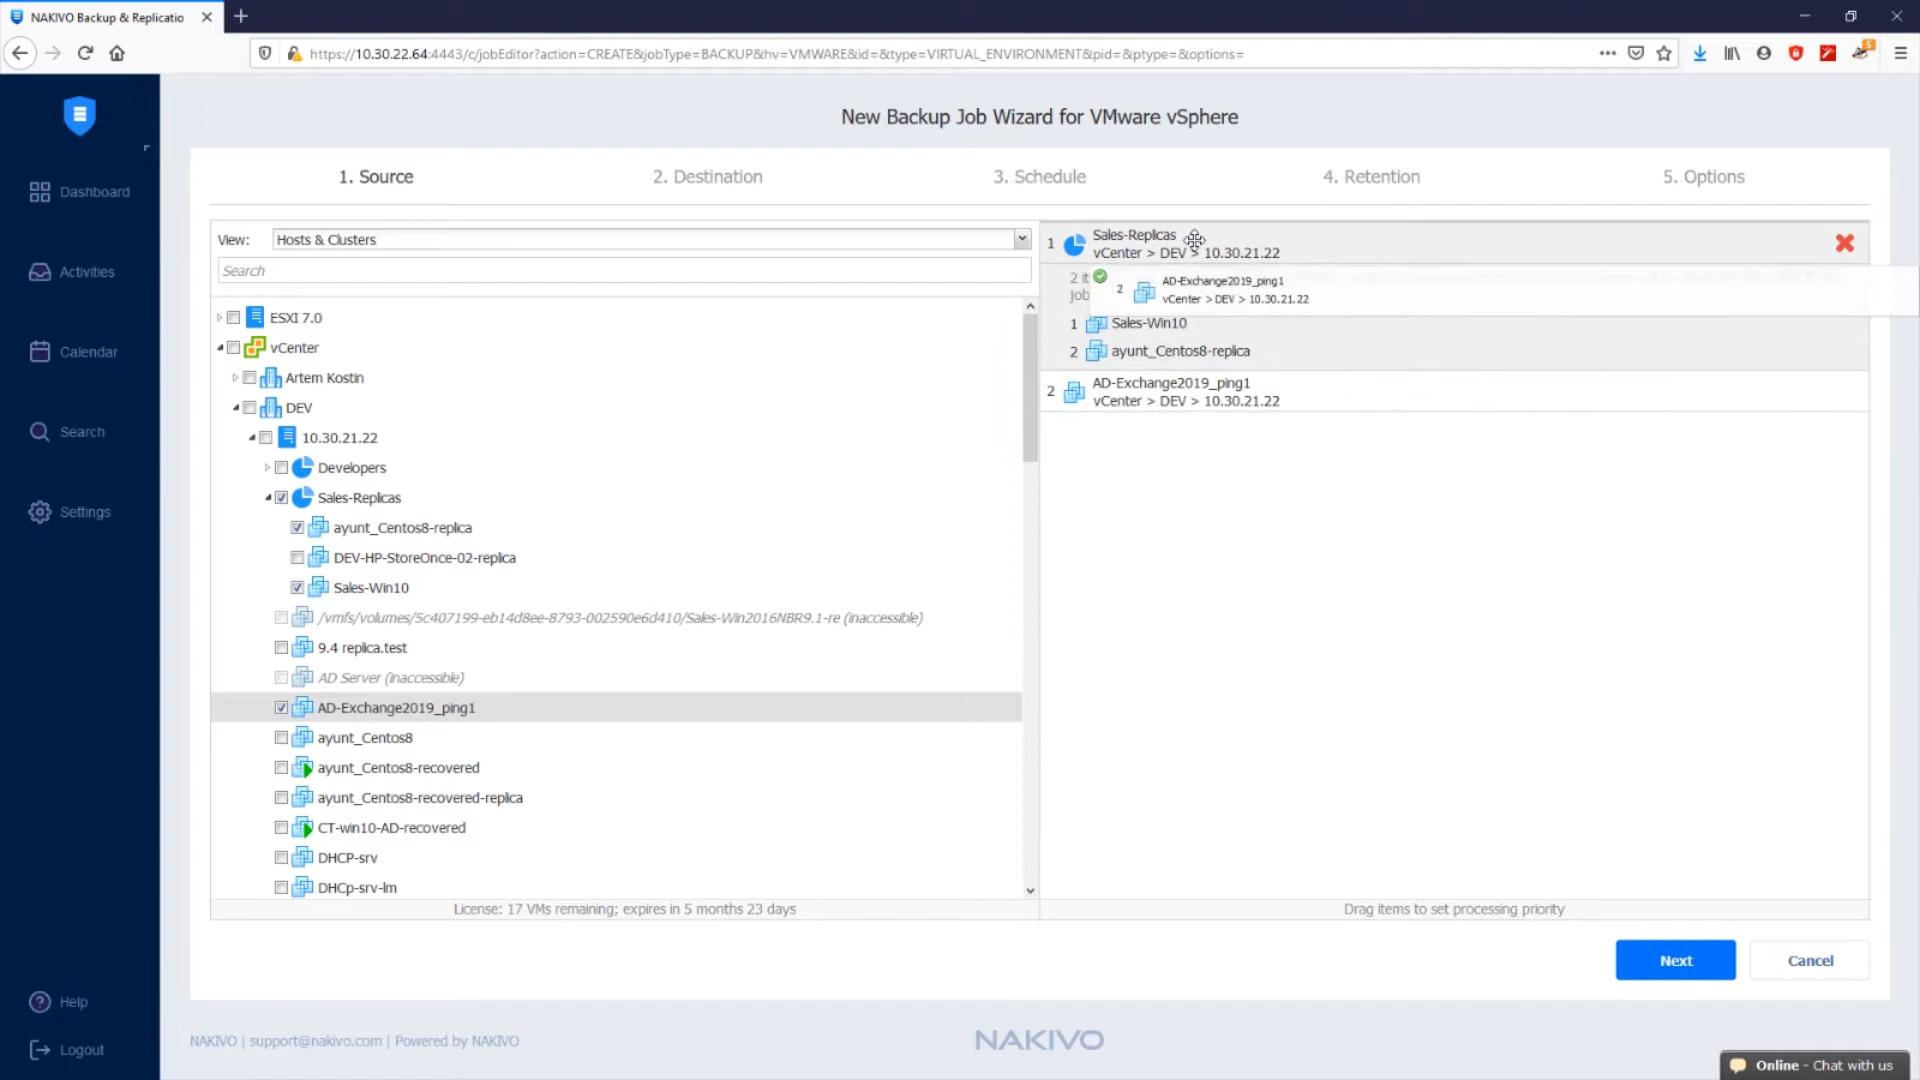 NAKIVO Backup & Replicatio
https://10.30.22.64:4443/c/jobEditor?action=CREATE&jobType=BACKUP&hv=VMWARE&id=&type=VIRTUAL_ENVIRONMENT&pid=&ptype=&options=
5
New Backup Job Wizard for VMware vSphere
1. Source
2. Destination
3. Schedule
4. Retention
5. Options
Dashboard
Activities
Calendar
Search
Settings
Help
Logout
View:
Hosts & Clusters
Search
ESXI 7.0
vCenter
Artem Kostin
DEV
10.30.21.22
Developers
Sales-Replicas
ayunt_Centos8-replica
DEV-HP-StoreOnce-02-replica
Sales-Win10
/vmfs/volumes/5c407199-eb14d8ee-8793-002590e6d410/Sales-Win2016NBR9.1-re (inaccessible)
9.4 replica.test
AD Server (inaccessible)
AD-Exchange2019_ping1
ayunt_Centos8
ayunt_Centos8-recovered
ayunt_Centos8-recovered-replica
CT-win10-AD-recovered
DHCP-srv
DHCp-srv-lm
License: 17 VMs remaining; expires in 5 months 23 days
1 Sales-Replicas
vCenter > DEV > 10.30.21.22
2 it
job
2 AD-Exchange2019_ping1
vCenter > DEV > 10.30.21.22
1 Sales-Win10
2 ayunt_Centos8-replica
2 AD-Exchange2019_ping1
vCenter > DEV > 10.30.21.22
Drag items to set processing priority
Next
Cancel
NAKIVO | support@nakivo.com | Powered by NAKIVO
NAKIVO
Online - Chat with us